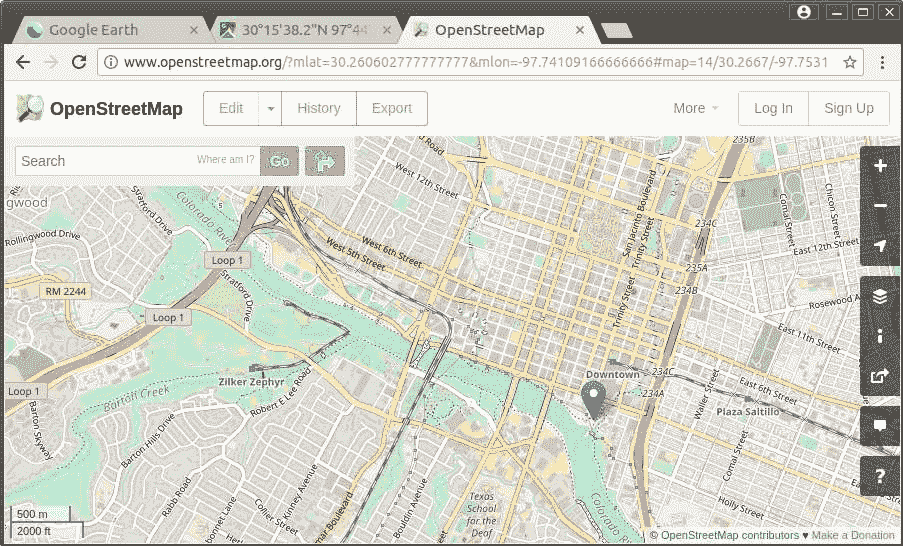 Google Earth
30°15'38.2"N 97°44
OpenStreetMap
www.openstreetmap.org/?mlat=30.260602777777777&mlon=-97.74109166666666#map=14/30.2667/-97.7531
OpenStreetMap
Edit
History
Export
More
Log In
Sign Up
Search
Where am I?
Go
235B
Road
West 12th Street
San Jacinto Boulevard
Trinity Street
Comal Street
Chicon Street
gwood
Stratford Drive
Colorado River
5
234C
Rollingwood Drive
East 12th Street
West 6th Street
West 5th Street
Loop 1
235A
RM 2244
Stratford Drive
234B
Rosewood A
Loop 1
Trinity Street
East 11th Street
Zilker Zephyr
Downtown
234C
Loop 1
Barton Creek
Robert E Lee Road
234A
East 6th Street
Waller Street
Plaza Saltillo
Barton Skyway
Barton Hills Drive
Comal Street
Rabb Road
Kinney Avenue
Bouldin Avenue
Texas
School
for the
Deaf
Colorado
Holly Street
Collier Street
mar Boulevard
500 m
2000 ft
© OpenStreetMap contributors ♥ Make a Donation
?